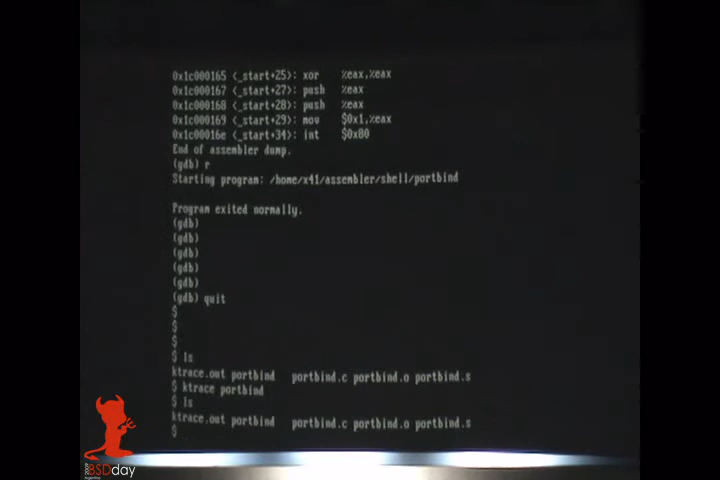 0x1c000165 <_start+25>: xor %eax,%eax
0x1c000167 <_start+27>: push %eax
0x1c000168 <_start+28>: push %eax
0x1c000169 <_start+29>: mov $0x1,%eax
0x1c00016e <_start+34>: int $0x80
End of assembler dump.
(gdb) r
Starting program: /home/x41/assembler/shell/portbind
Program exited normally.
(gdb)
(gdb)
(gdb)
(gdb)
(gdb)
(gdb) quit
$
$
$
$ ls
ktrace.out portbind portbind.c portbind.o portbind.s
$ ktrace portbind
$ ls
ktrace.out portbind portbind.c portbind.o portbind.s
$
BSDday